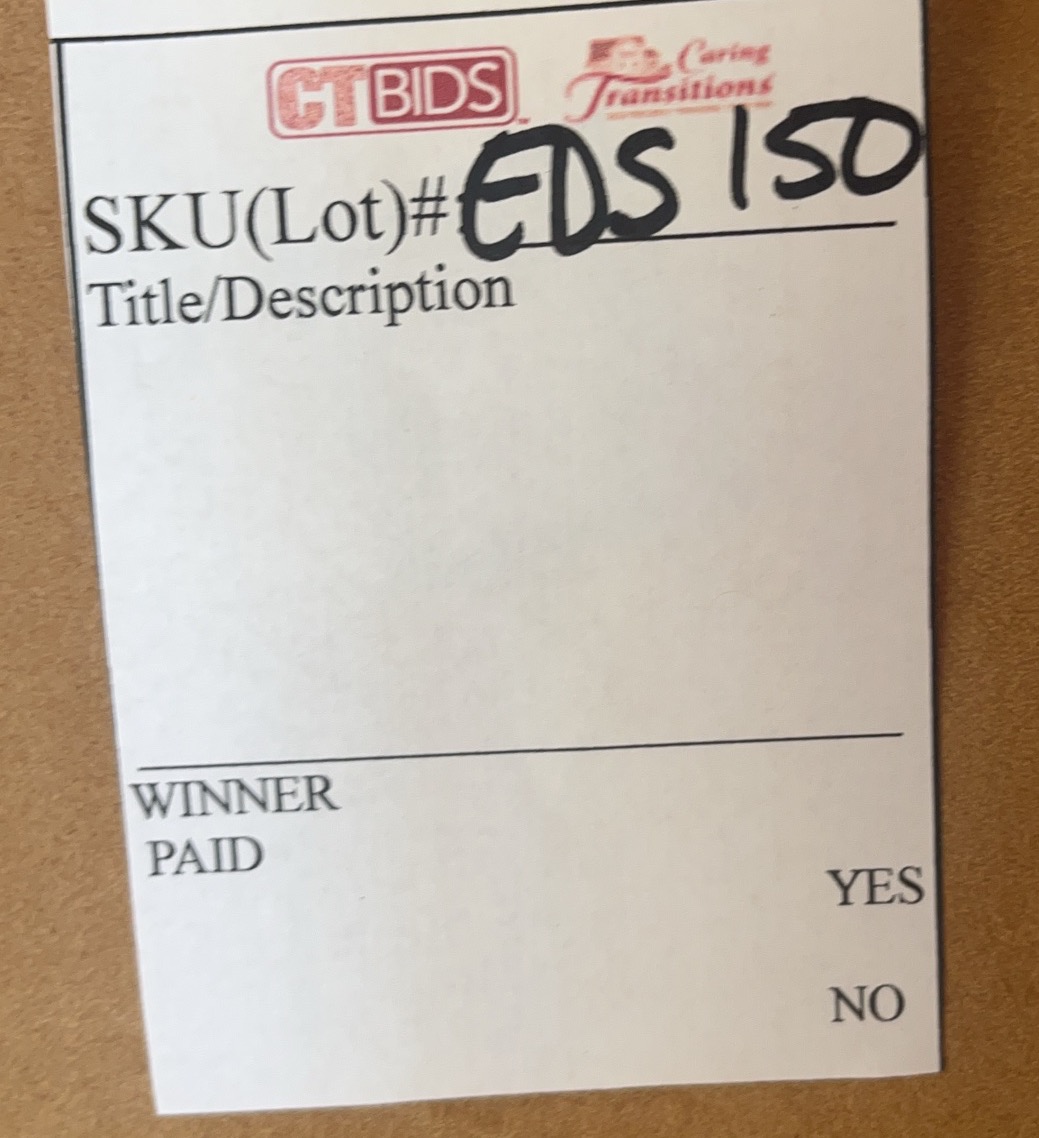 CTBIDS
Caring
Transitions
SKU(Lot)# EDS 150
Title/Description
WINNER
PAID
YES
NO